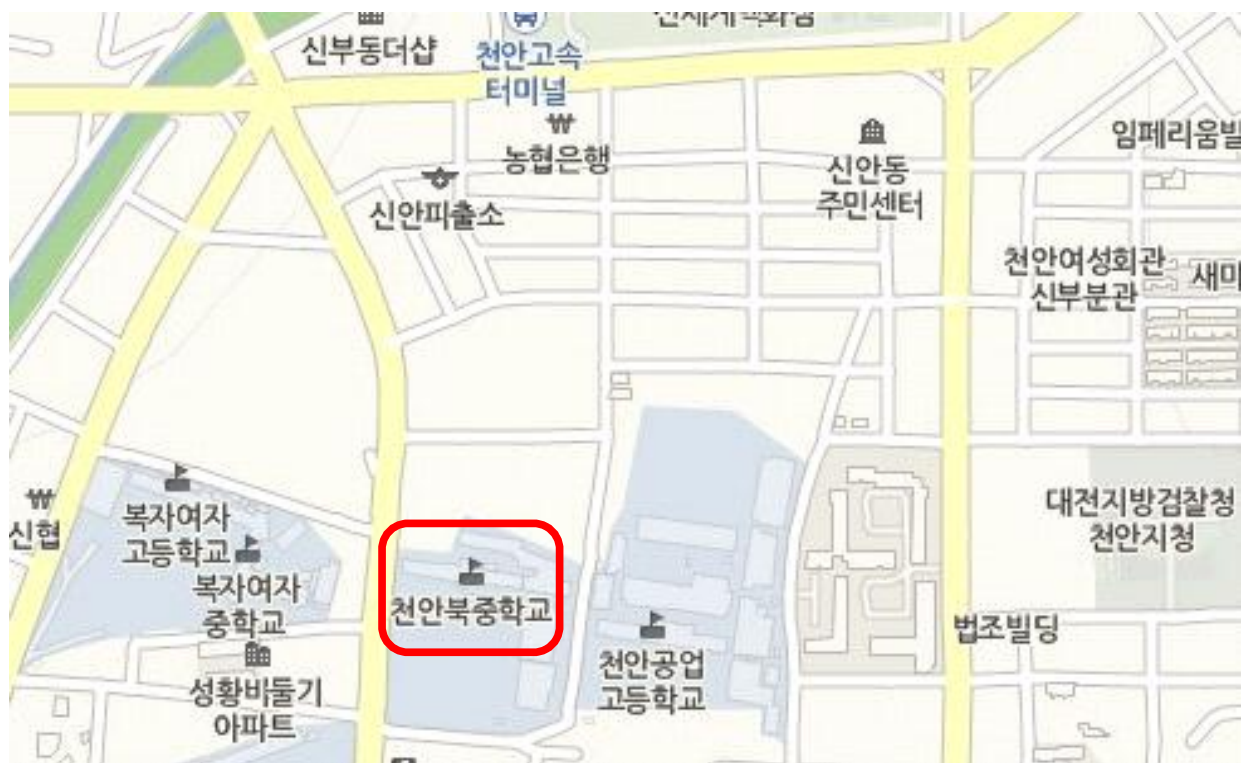 신부동더샵
천안고속
터미널
농협은행
신안동
주민센터
임페리움빌
신안파출소
천안여성회관
신부분관
새마
신협
복자여자
고등학교
복자여자
중학교
천안북중학교
대전지방검찰청
천안지청
법조빌딩
천안공업
고등학교
성황비둘기
아파트